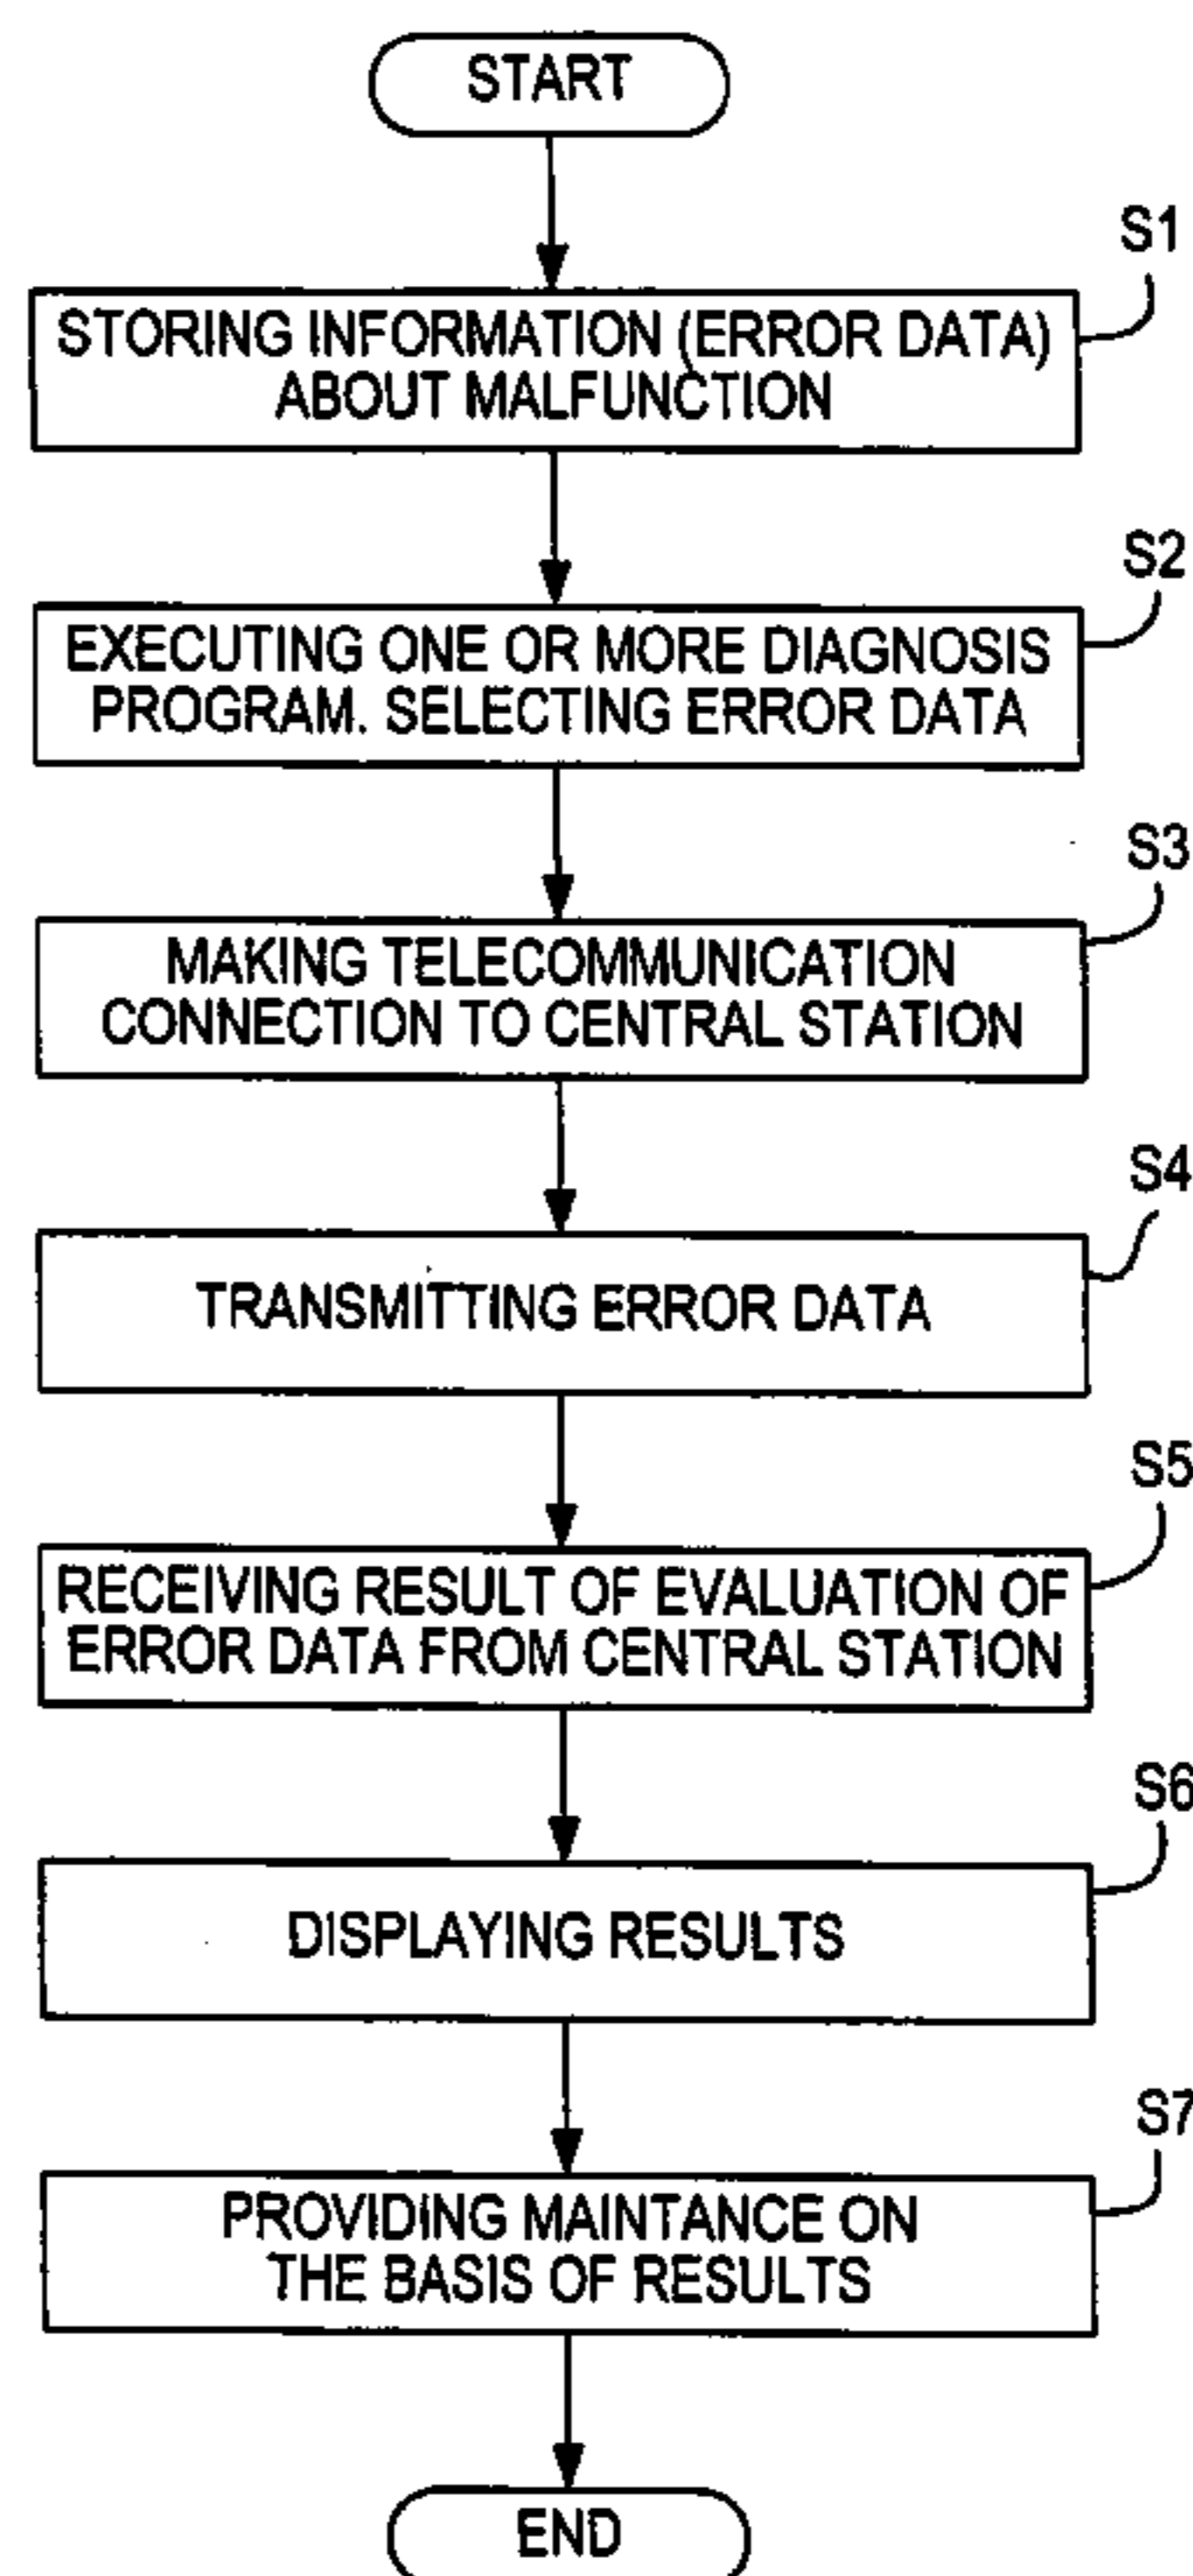 START
S1
STORING INFORMATION (ERROR DATA)
ABOUT MALFUNCTION
S2
EXECUTING ONE OR MORE DIAGNOSIS
PROGRAM. SELECTING ERROR DATA
S3
MAKING TELECOMMUNICATION
CONNECTION TO CENTRAL STATION
S4
TRANSMITTING ERROR DATA
S5
RECEIVING RESULT OF EVALUATION OF
ERROR DATA FROM CENTRAL STATION
S6
DISPLAYING RESULTS
S7
PROVIDING MAINTANCE ON
THE BASIS OF RESULTS
END